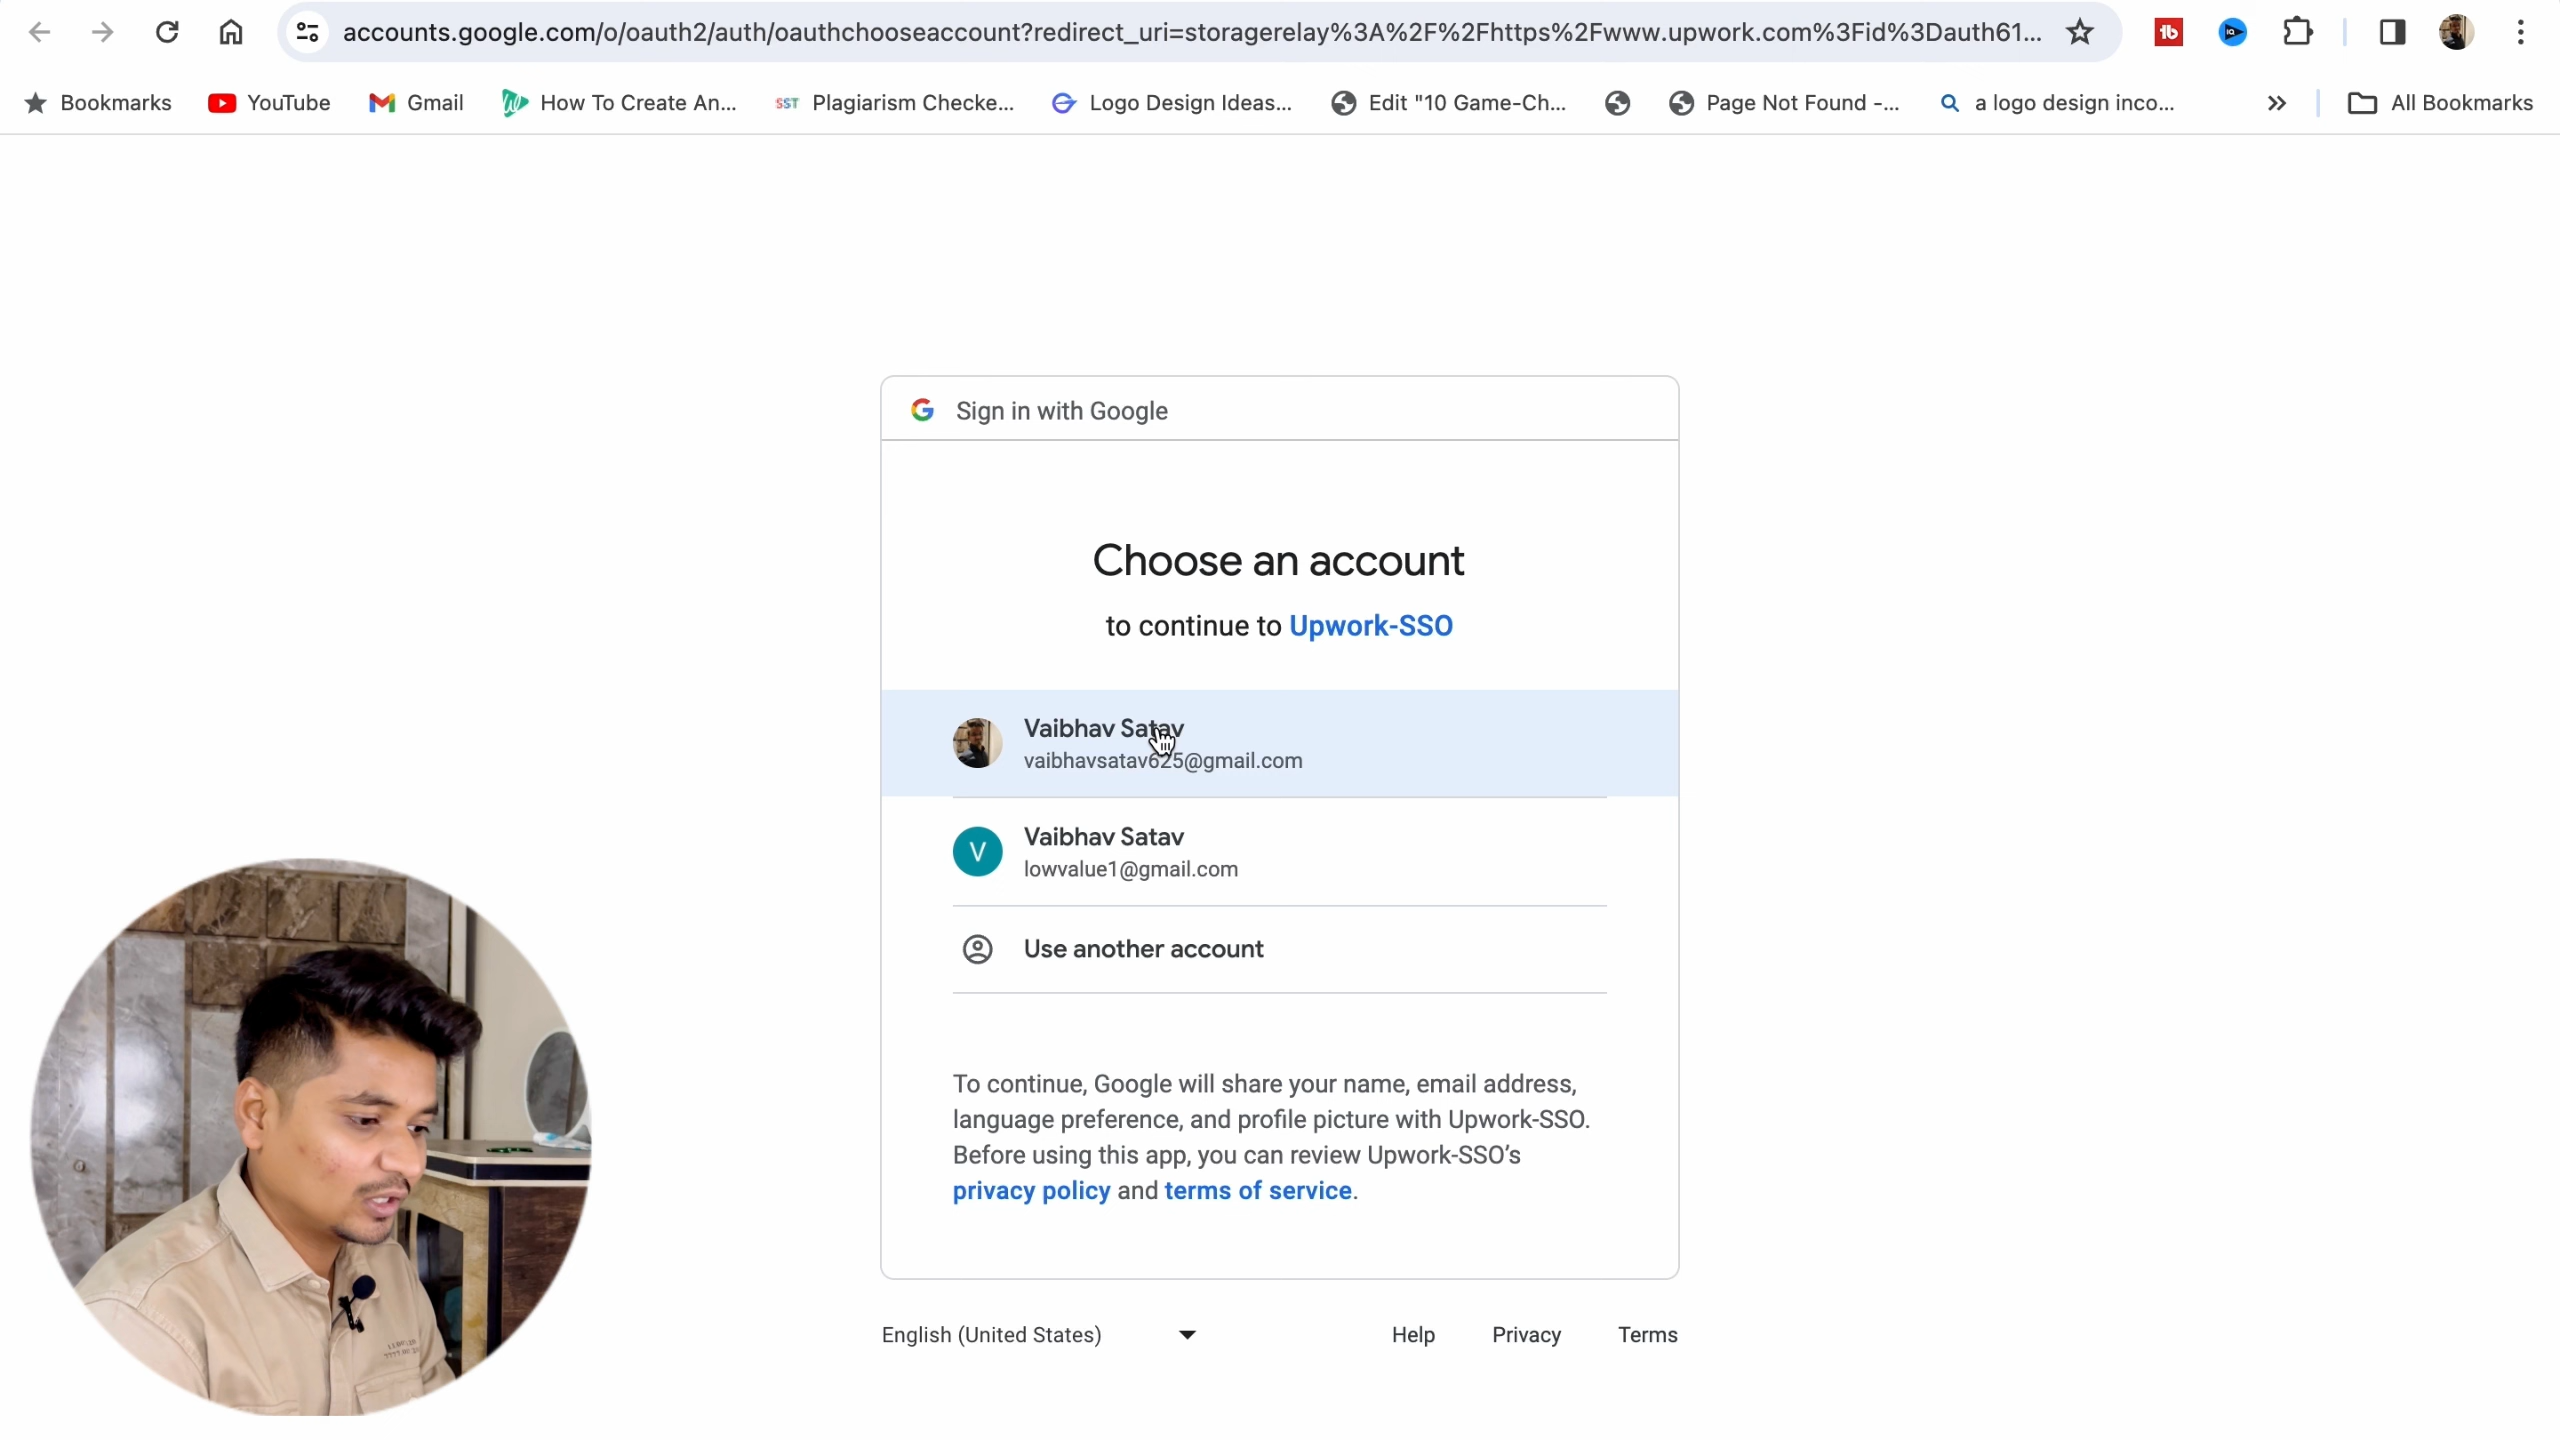 accounts.google.com/o/oauth2/auth/oauthchooseaccount?redirect_uri=storagerelay%3A%2F%2Fhttps%2Fwww.upwork.com%3Fid%3Dauth61...
Bookmarks YouTube Gmail How To Create An... SST Plagiarism Checke... Logo Design Ideas... Edit "10 Game-Ch... Page Not Found -... a logo design inco... All Bookmarks
Sign in with Google
Choose an account
to continue to Upwork-SSO
Vaibhav Satav
vaibhavsatav625@gmail.com
V
Vaibhav Satav
lowvalue1@gmail.com
Use another account
To continue, Google will share your name, email address,
language preference, and profile picture with Upwork-SSO.
Before using this app, you can review Upwork-SSO’s
privacy policy and terms of service.
English (United States) Help Privacy Terms